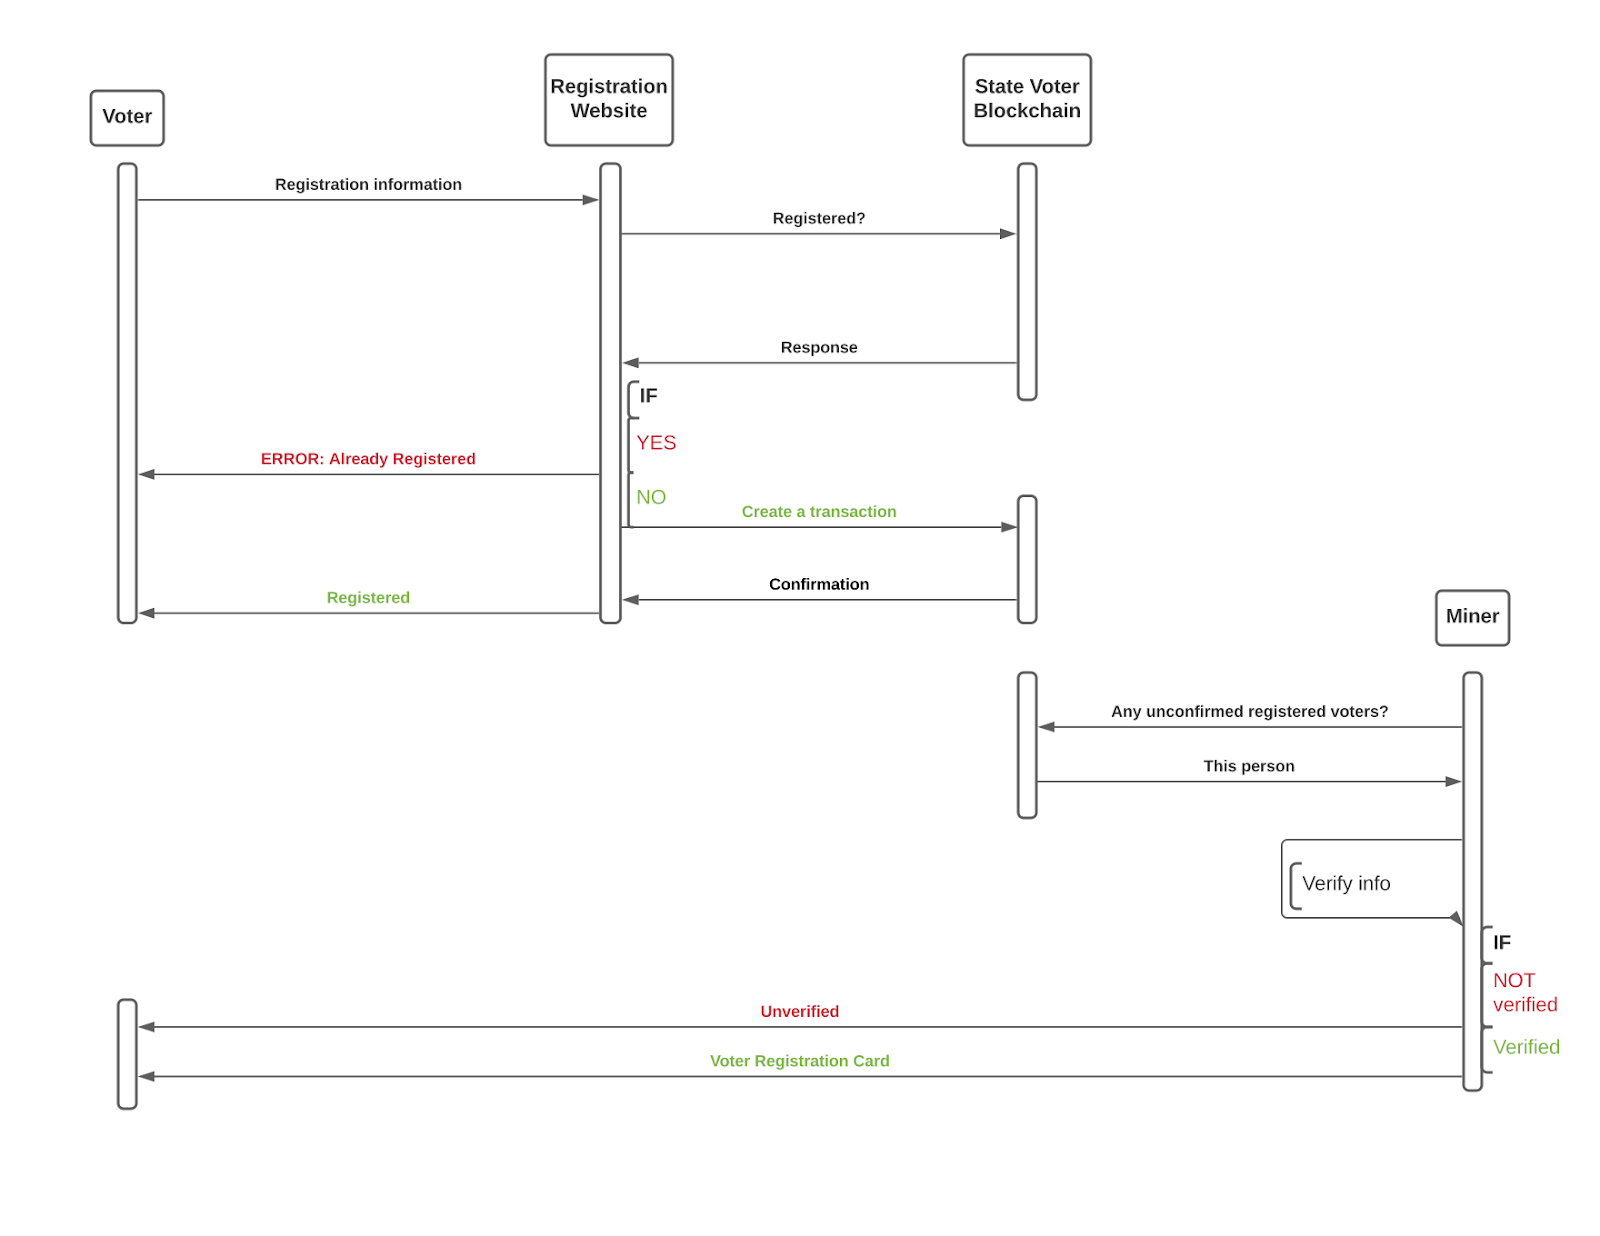 Registration
Website
State Voter
Blockchain
Voter
Registration information
Registered?
Response
IF
YES
ERROR: Already Registered
NO
Create a transaction
Confirmation
Registered
Miner
Any unconfirmed registered voters?
This person
Verify info
IF
NOT
verified
Unverified
Verified
Voter Registration Card